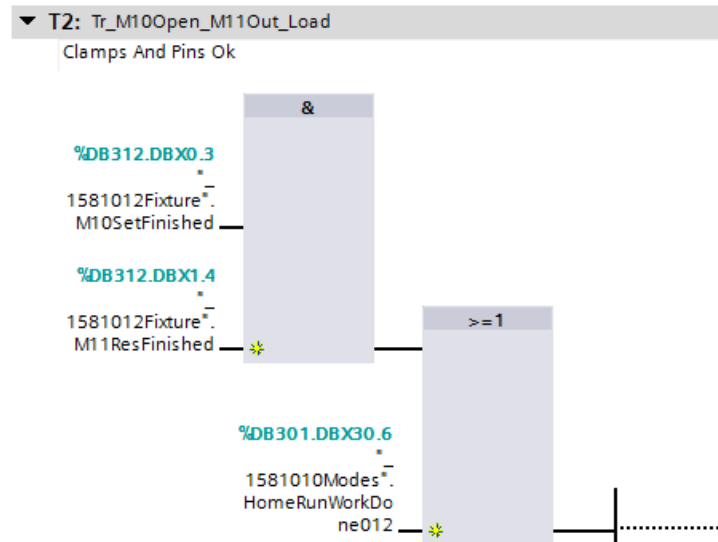 T2: Tr_M10Open_M11Out_Load
Clamps And Pins Ok
&
%DB312.DBX0.3
"_
1581012Fixture".
M10SetFinished
%DB312.DBX1.4
"_
1581012Fixture".
M11ResFinished
>=1
%DB301.DBX30.6
"_
1581010Modes".
HomeRunWorkDo
ne012